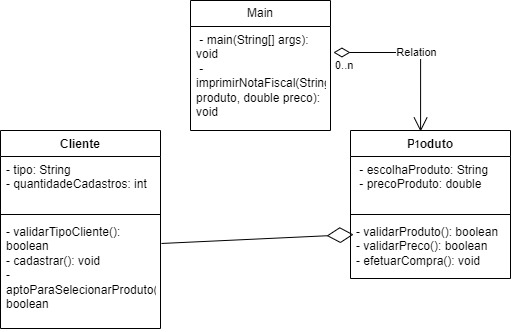 Main
- main(String[] args):
void
-
imprimirNotaFiscal(String
produto, double preco):
void
Relation
0..n
Cliente
- tipo: String
- quantidadeCadastros: int
- validarTipoCliente():
boolean
- cadastrar(): void
-
aptoParaSelecionarProduto(
boolean
Produto
- escolhaProduto: String
- precoProduto: double
- validarProduto(): boolean
- validarPreco(): boolean
- efetuarCompra(): void